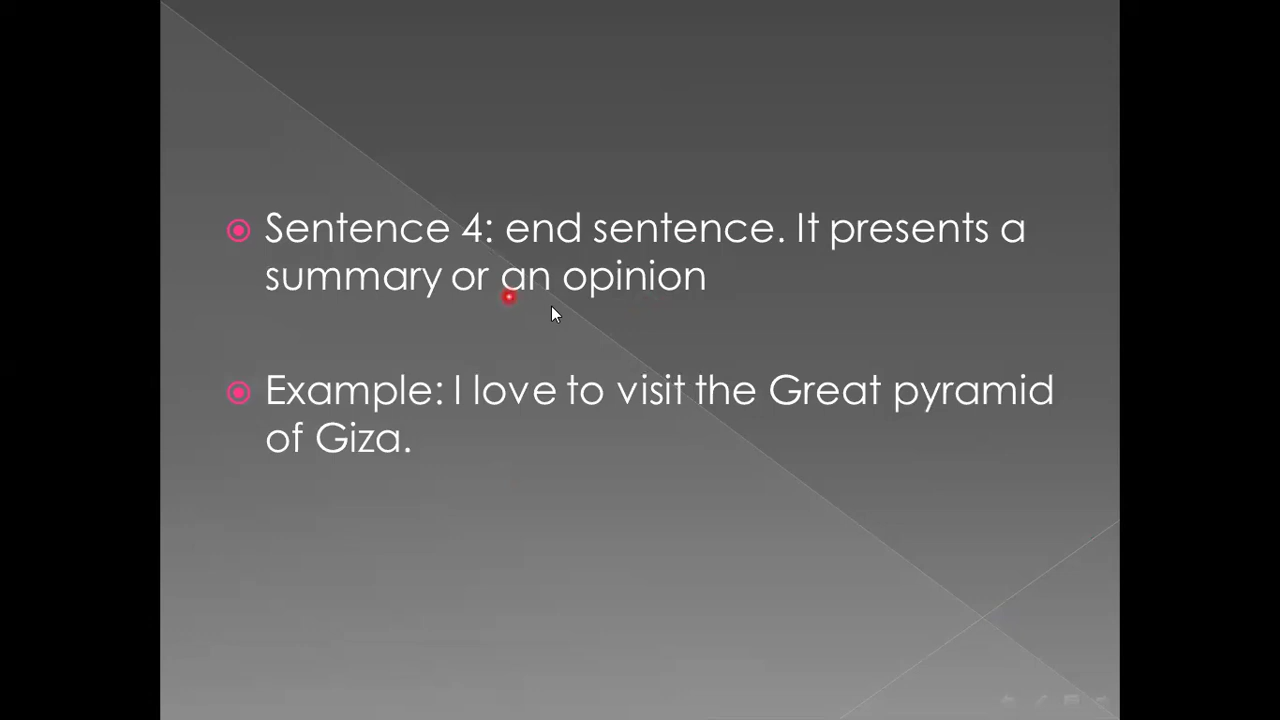 Sentence 4: end sentence. It presents a
summary or an opinion
Example: I love to visit the Great pyramid
of Giza.